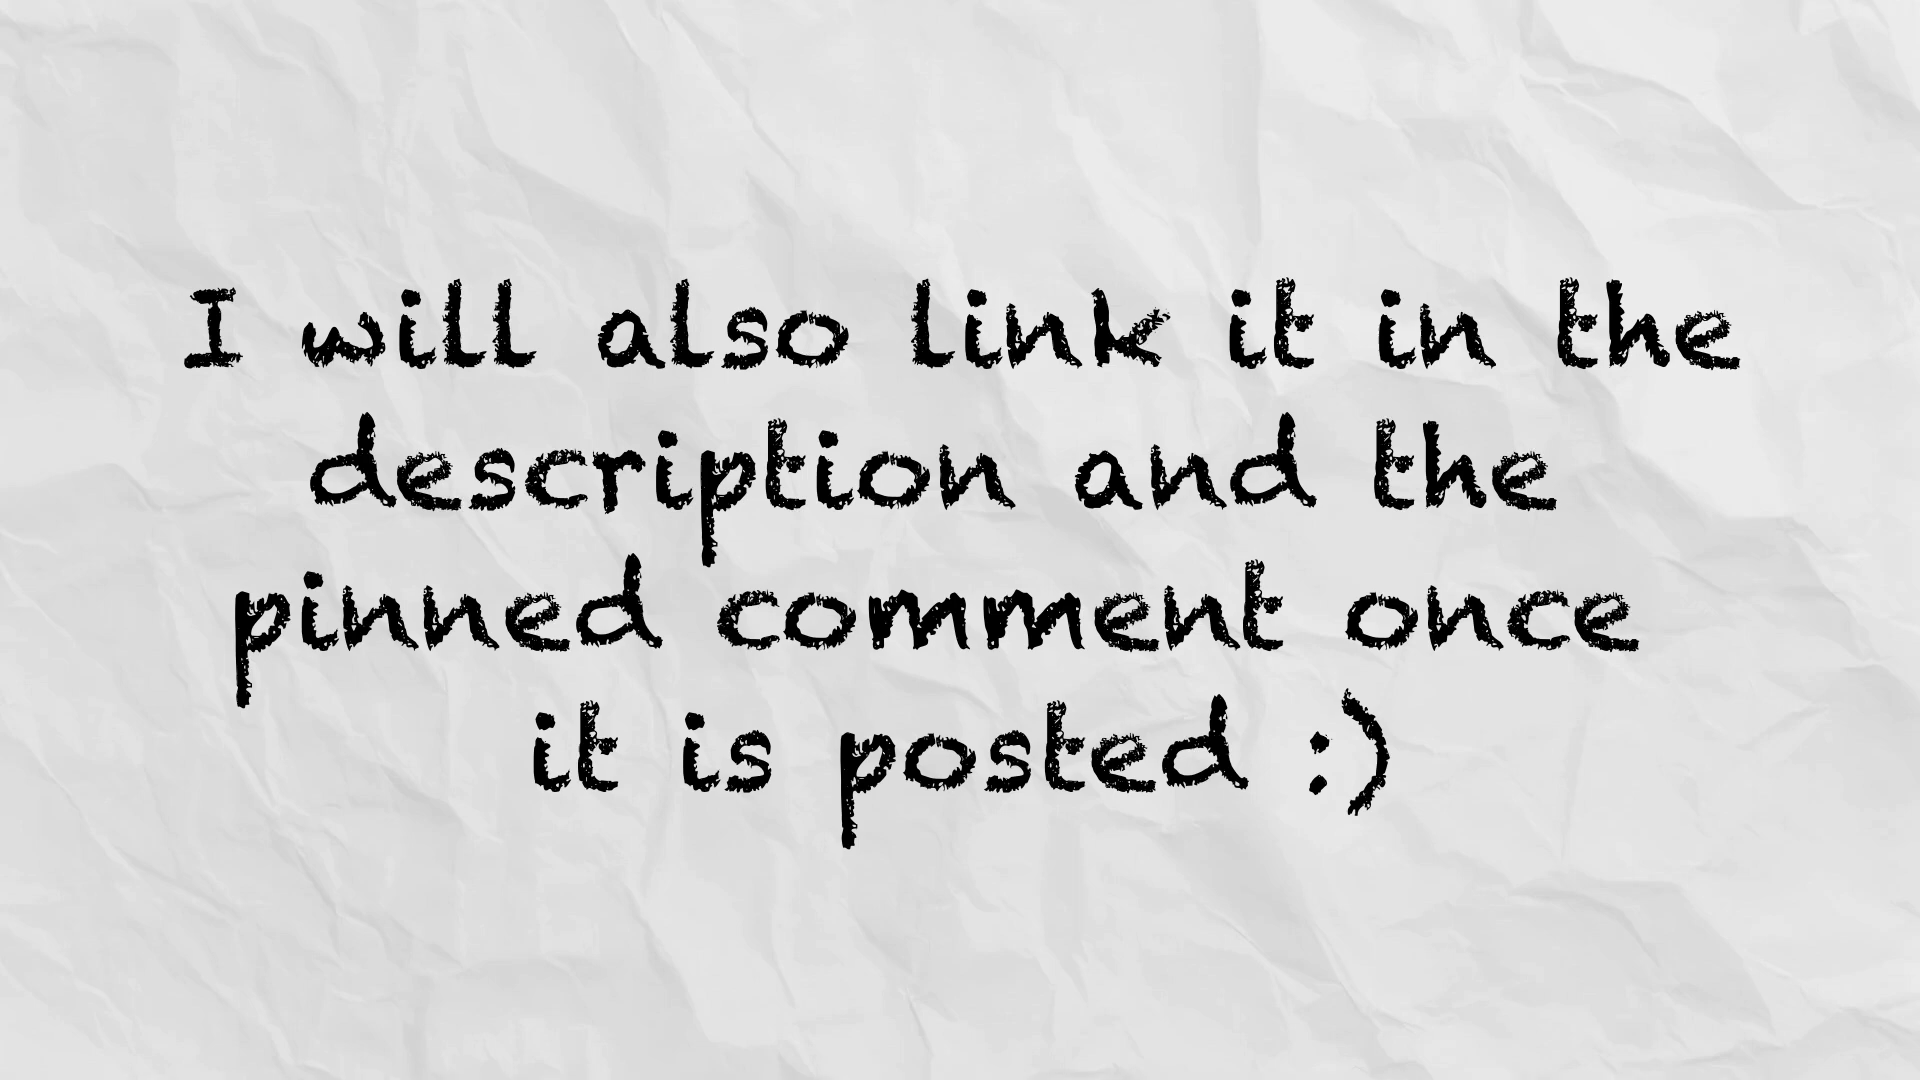 I will also link it in the
description and the
pinned comment once
it is posted :)